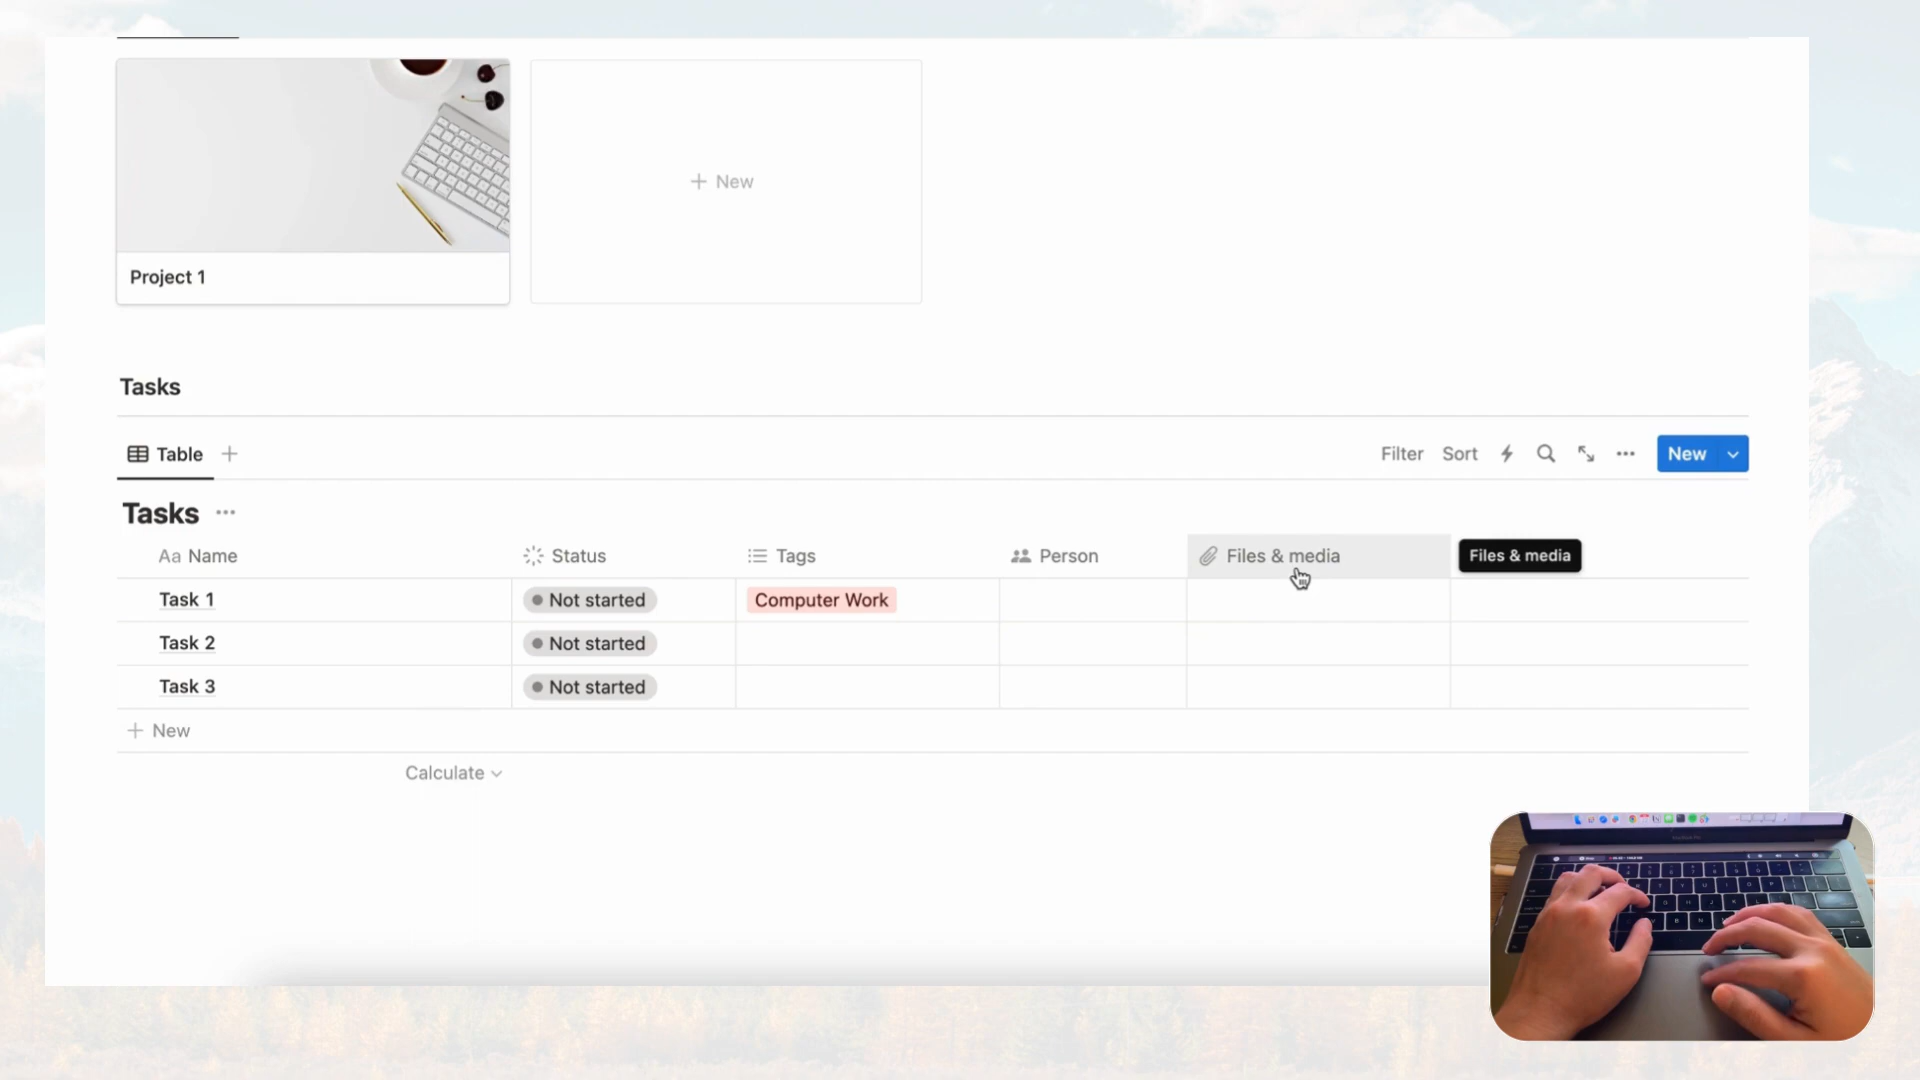 + New
Project 1
Tasks
Table +
Filter Sort New
Tasks ...
Aa Name Status Tags Person Files & media Files & media
Task 1 Not started Computer Work
Task 2 Not started
Task 3 Not started
+ New
Calculate